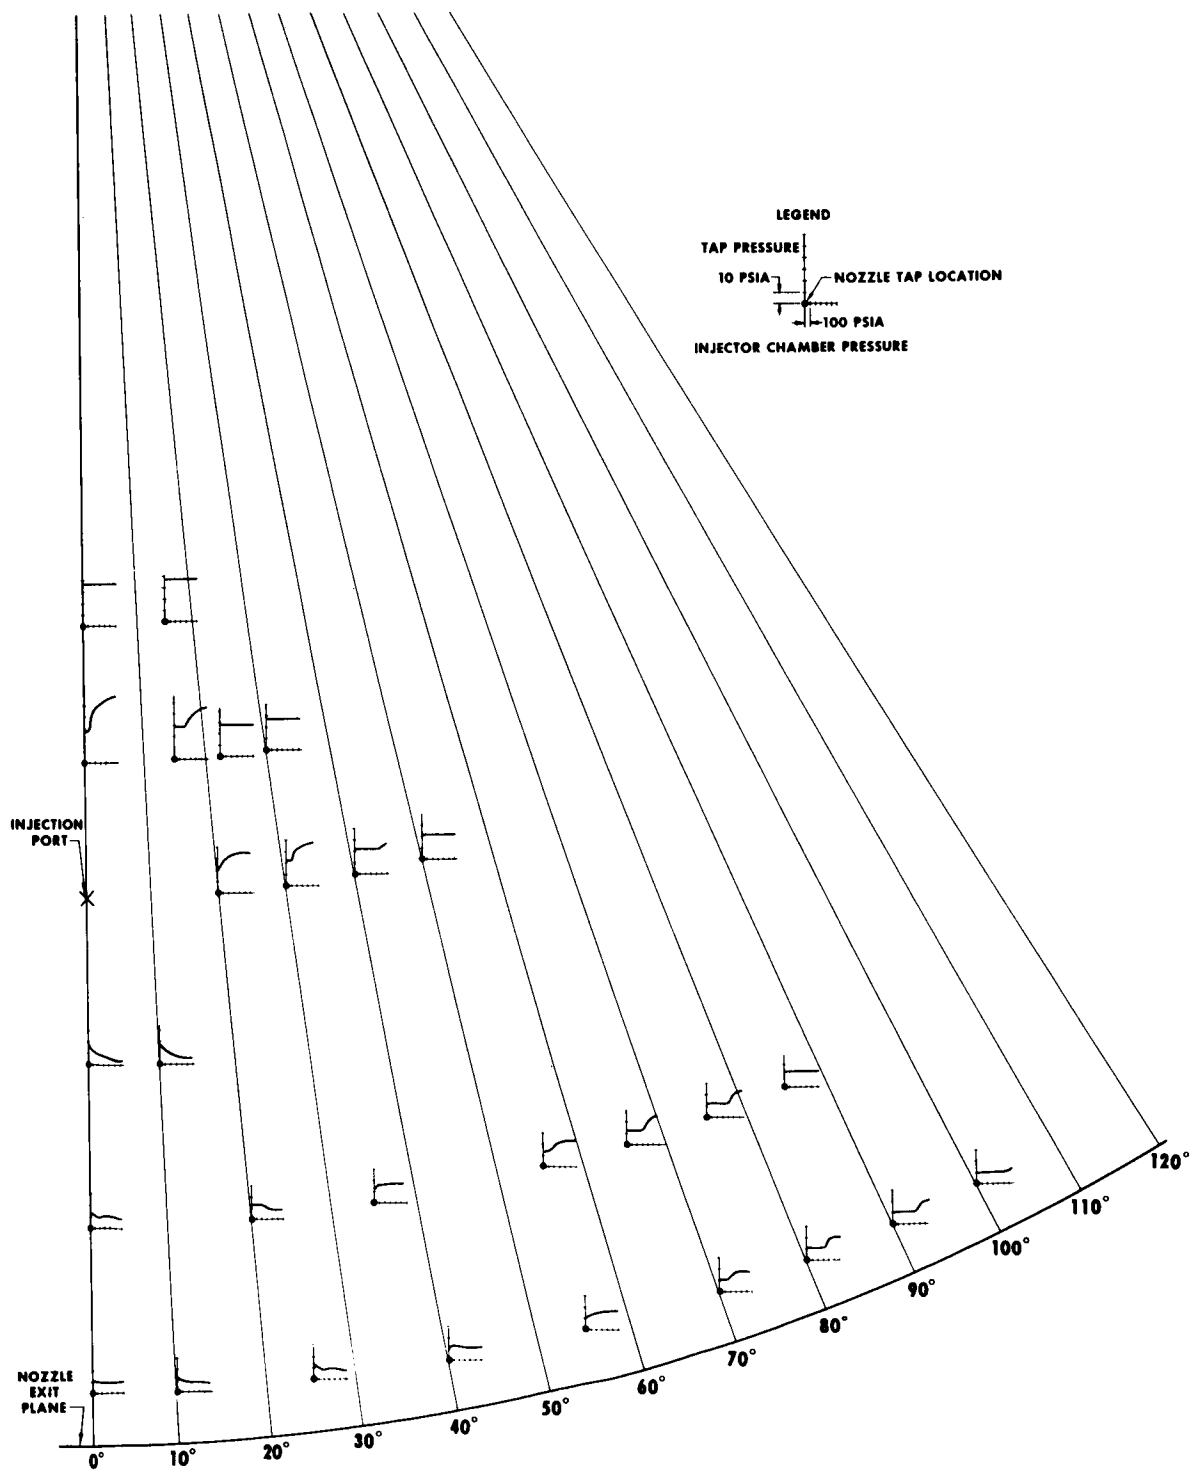 LEGEND
TAP PRESSURE
10 PSIA
NOZZLE TAP LOCATION
100 PSIA
INJECTOR CHAMBER PRESSURE
INJECTION
PORT
NOZZLE
EXIT
PLANE
0°
10°
20°
30°
40°
50°
60°
70°
80°
90°
100°
110°
120°